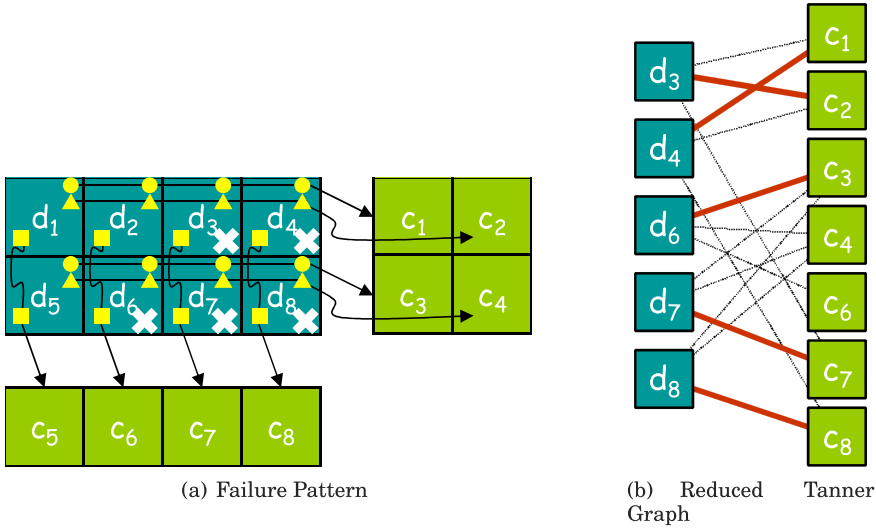 d1 d2 d3 d4
d5 d6 d7 d8
c1 c2
c3 c4
c5 c6 c7 c8
(a) Failure Pattern
d3
d4
d6
d7
d8
c1
c2
c3
c4
c6
c7
c8
(b) Reduced Tanner
Graph